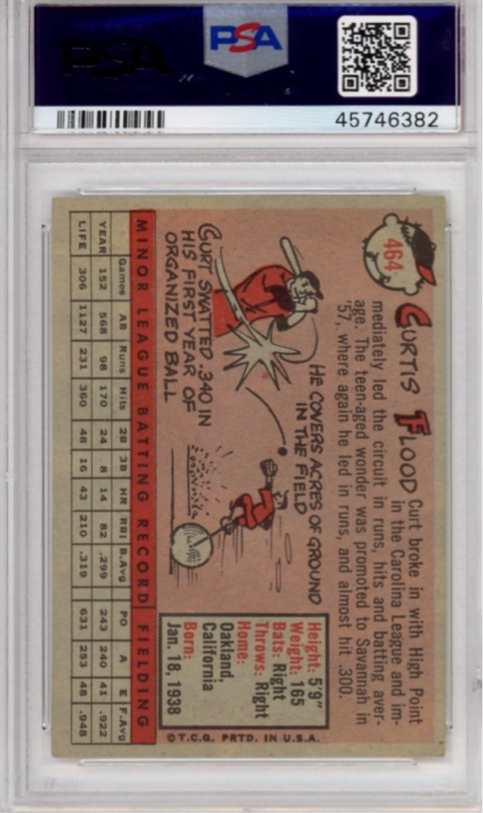 PSA
PSA
45746382
464
CURTIS FLOOD Curt broke in with High Point
in the Carolina League and im-
mediately led the circuit in runs, hits and batting aver-
age. The teen-aged wonder was promoted to Savannah in
'57, where again he led in runs, and almost hit .300.
HE COVERS ACRES OF GROUND
IN THE FIELD
CURT SWATTED .340 IN
HIS FIRST YEAR OF
ORGANIZED BALL
Height: 5'9"
Weight: 165
Bats: Right
Throws: Right
Home:
Oakland,
California
Born:
Jan. 18, 1938
MINOR LEAGUE BATTING RECORD FIELDING
Games AB Runs Hits 2B 3B HR RBI B.Avg PO A E F.Avg
YEAR 152 568 98 170 24 8 14 82 .299 243 240 41 .922
LIFE 306 1127 231 360 48 16 43 210 .319 631 253 48 .948
©T.C.G. PRTD. IN U.S.A.